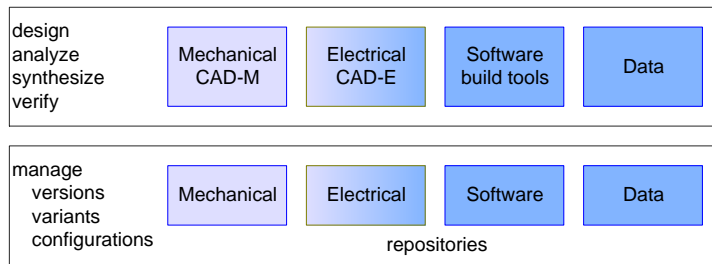 design
analyze
synthesize
verify
Mechanical
CAD-M
Electrical
CAD-E
Software
build tools
Data
manage
versions
variants
configurations
Mechanical
Electrical
Software
Data
repositories